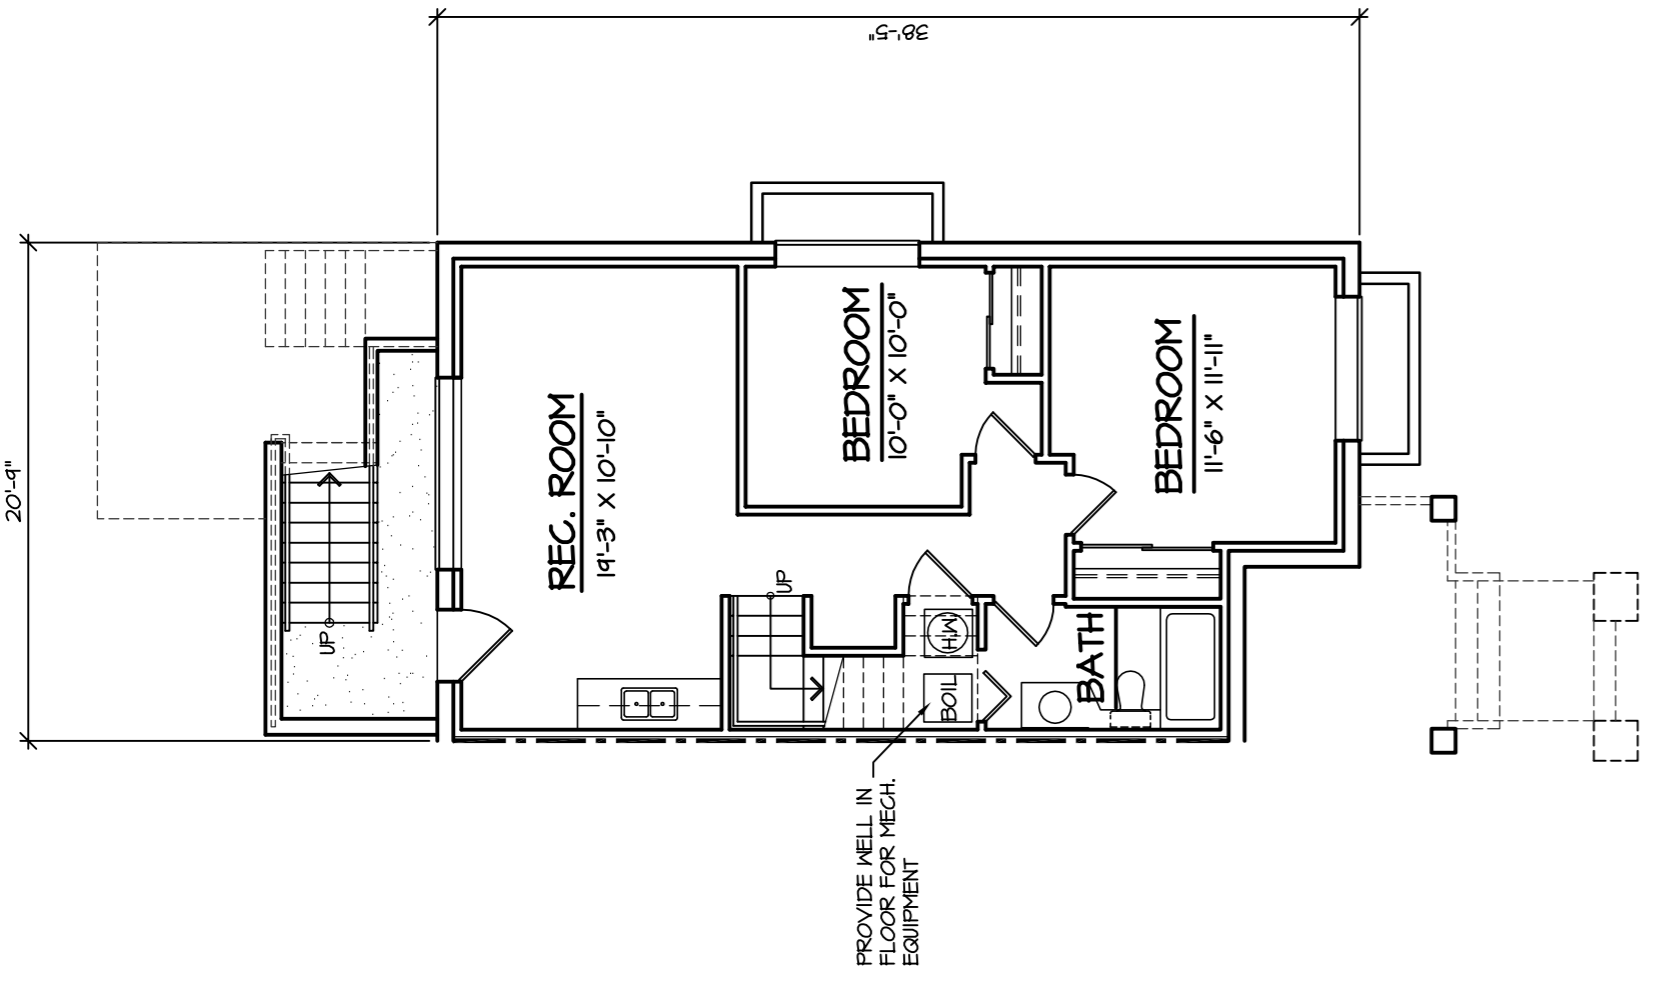 38'-5"
20'-9"
REC. ROOM
19'-3" X 10'-10"
BEDROOM
10'-0" X 10'-0"
BEDROOM
11'-6" X 11'-11"
UP
UP
HW
BOIL
BATH
PROVIDE WELL IN
FLOOR FOR MECH.
EQUIPMENT